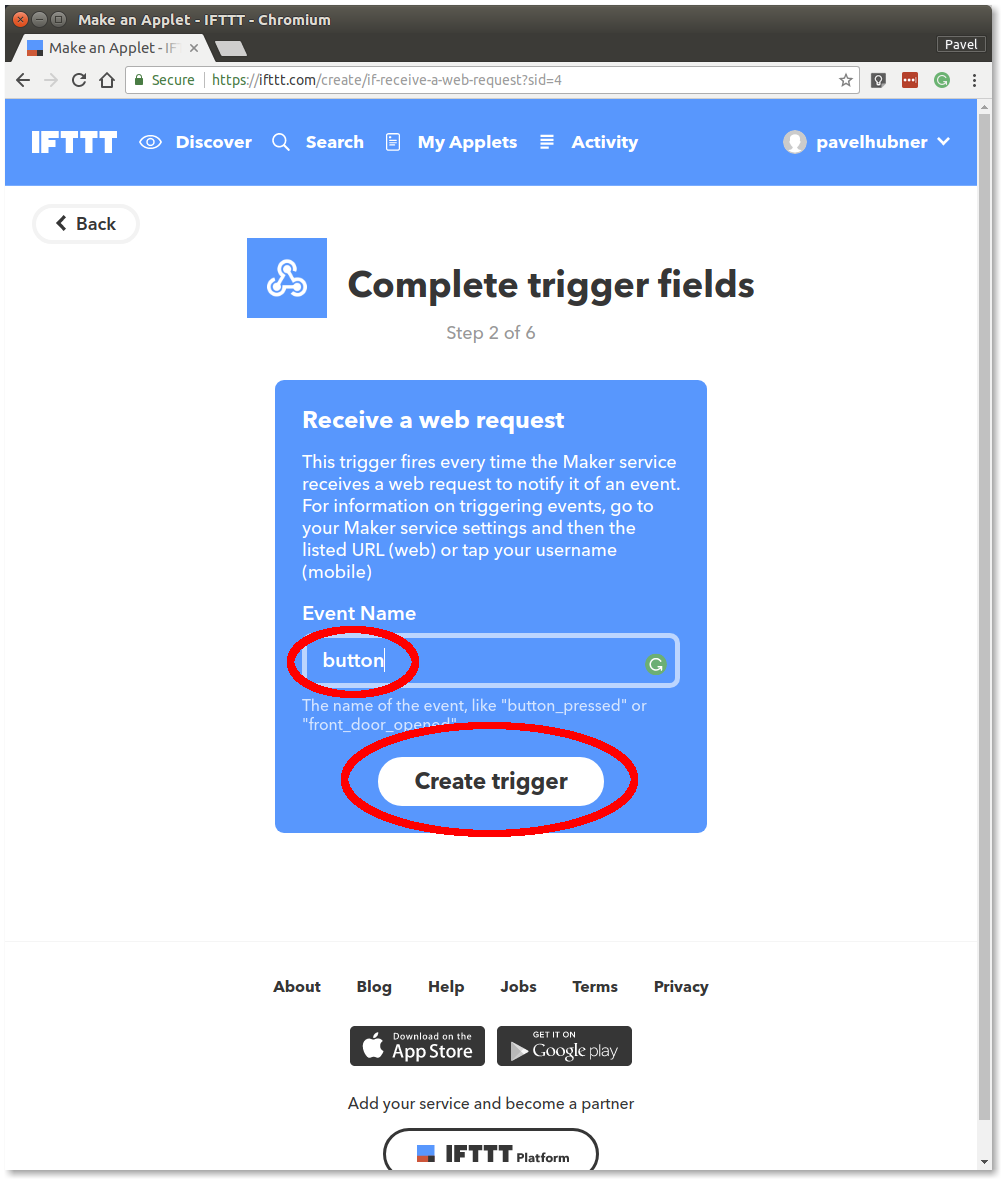 Make an Applet - IFTTT - Chromium
Make an Applet - IF
Pavel
Secure https://ifttt.com/create/if-receive-a-web-request?sid=4
IFTTT Discover Search My Applets Activity pavelhubner
Back
Complete trigger fields
Step 2 of 6
Receive a web request
This trigger fires every time the Maker service
receives a web request to notify it of an event.
For information on triggering events, go to
your Maker service settings and then the
listed URL (web) or tap your username
(mobile)
Event Name
button
The name of the event, like "button_pressed" or
"front_door_opened"
Create trigger
About Blog Help Jobs Terms Privacy
Download on the
App Store
GET IT ON
Google play
Add your service and become a partner
IFTTT Platform